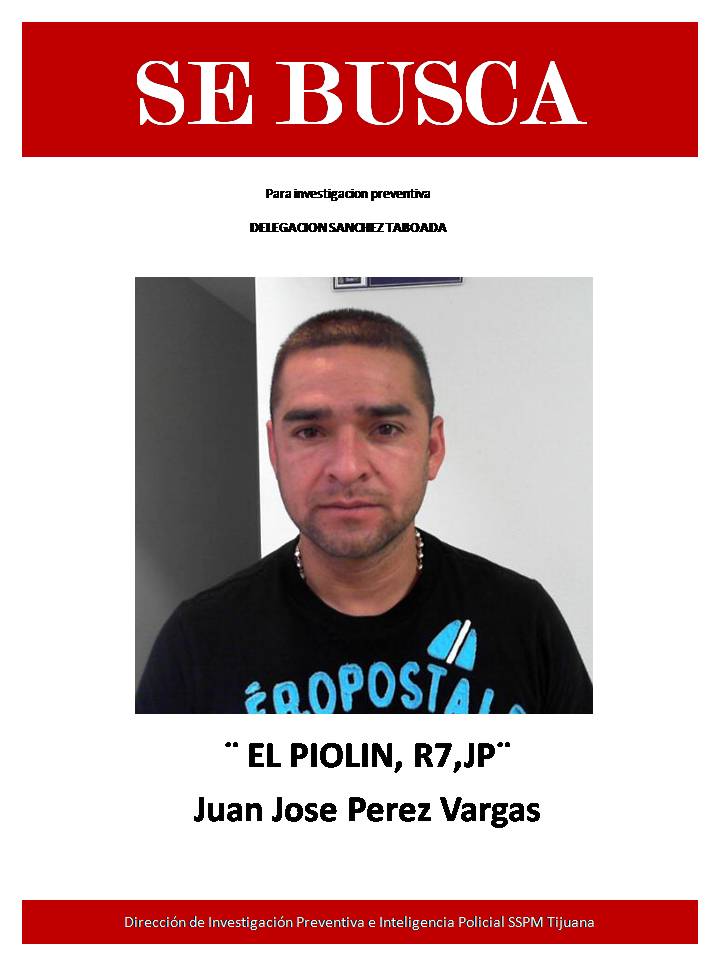 SE BUSCA
Para investigacion preventiva
DELEGACION SANCHEZ TABOADA
ÉROPOSTAL
¨ EL PIOLIN, R7,JP¨
Juan Jose Perez Vargas
Dirección de Investigación Preventiva e Inteligencia Policial SSPM Tijuana